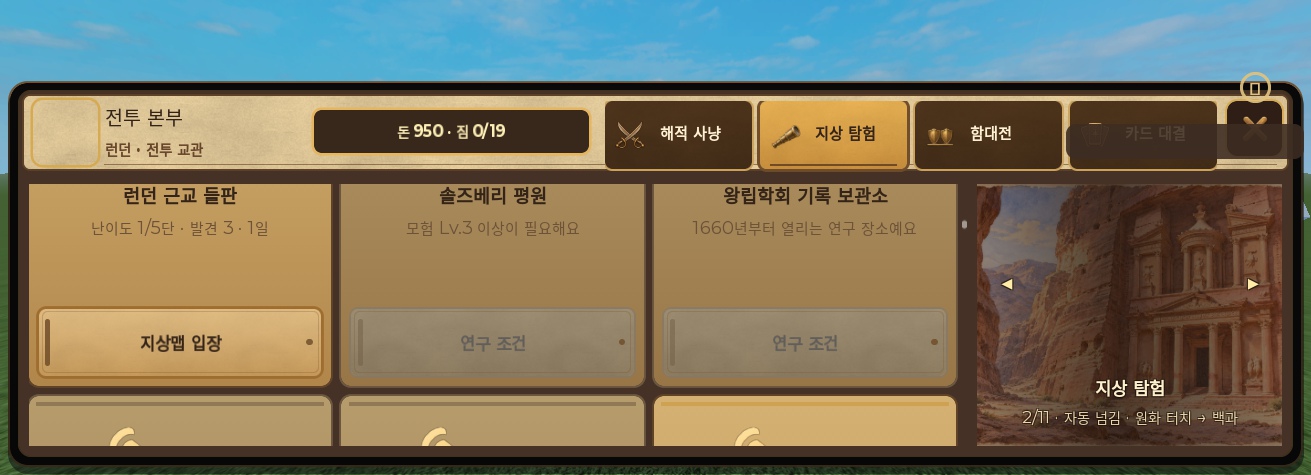 전투 본부
런던 • 전투 교관
돈 950 · 짐 0/19
해적 사냥
지상 탐험
함대전
카드 대결
런던 근교 들판
난이도 1/5단 · 발견 3 · 1일
지상맵 입장
솔즈베리 평원
모험 Lv.3 이상이 필요해요
연구 조건
왕립학회 기록 보관소
1660년부터 열리는 연구 장소예요
연구 조건
지상 탐험
2/11 · 자동 넘김 · 원화 터치 → 백과